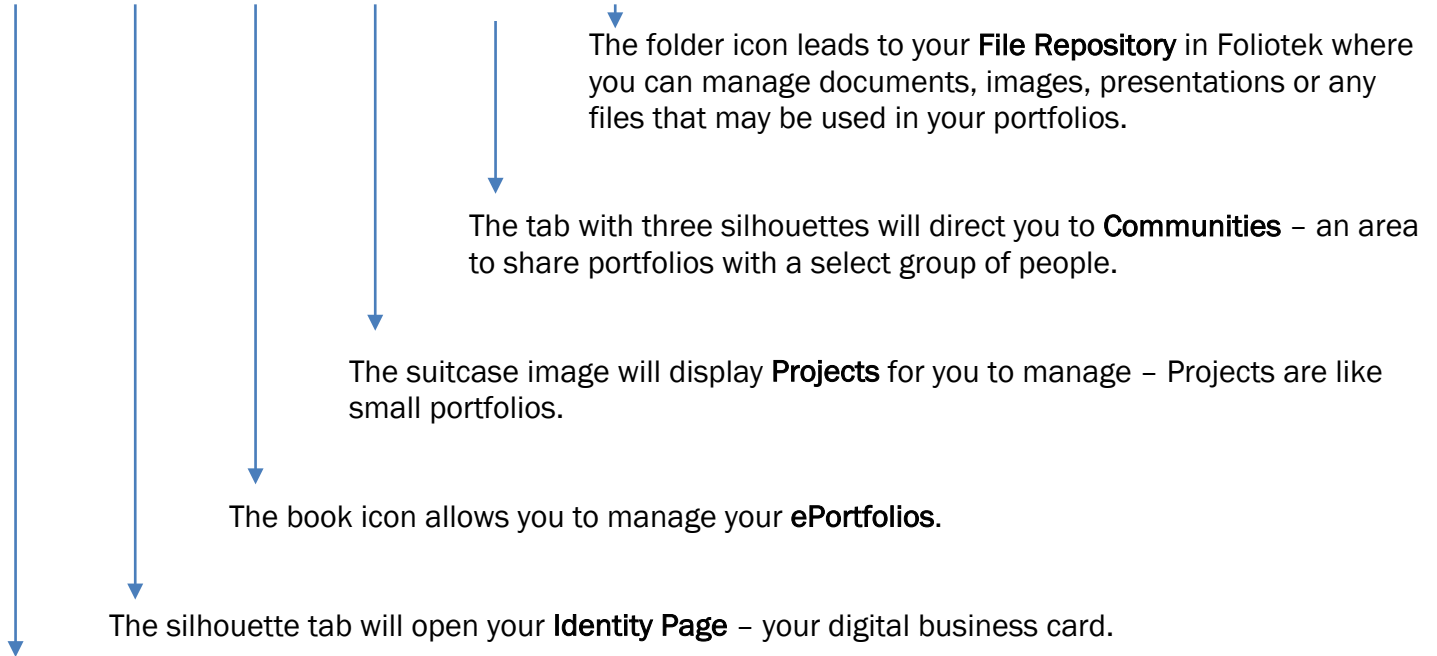 The folder icon leads to your File Repository in Foliotek where
you can manage documents, images, presentations or any
files that may be used in your portfolios.
The tab with three silhouettes will direct you to Communities – an area
to share portfolios with a select group of people.
The suitcase image will display Projects for you to manage – Projects are like
small portfolios.
The book icon allows you to manage your ePortfolios.
The silhouette tab will open your Identity Page – your digital business card.